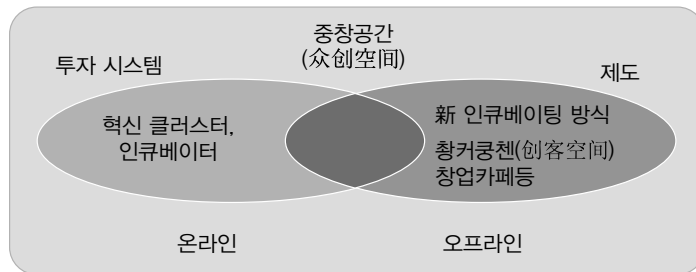 중창공간
(众创空间)
투자 시스템
제도
혁신 클러스터,
인큐베이터
新 인큐베이팅 방식
촹커쿵첸(创客空间)
창업카페등
온라인
오프라인